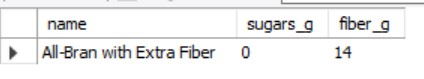 name sugars_g fiber_g
All-Bran with Extra Fiber 0 14